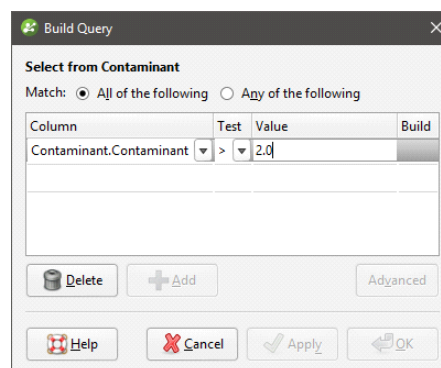 Build Query
Select from Contaminant
Match: All of the following Any of the following
Column Test Value Build
Contaminant.Contaminant > 2.0
Delete Add Advanced
Help Cancel Apply OK